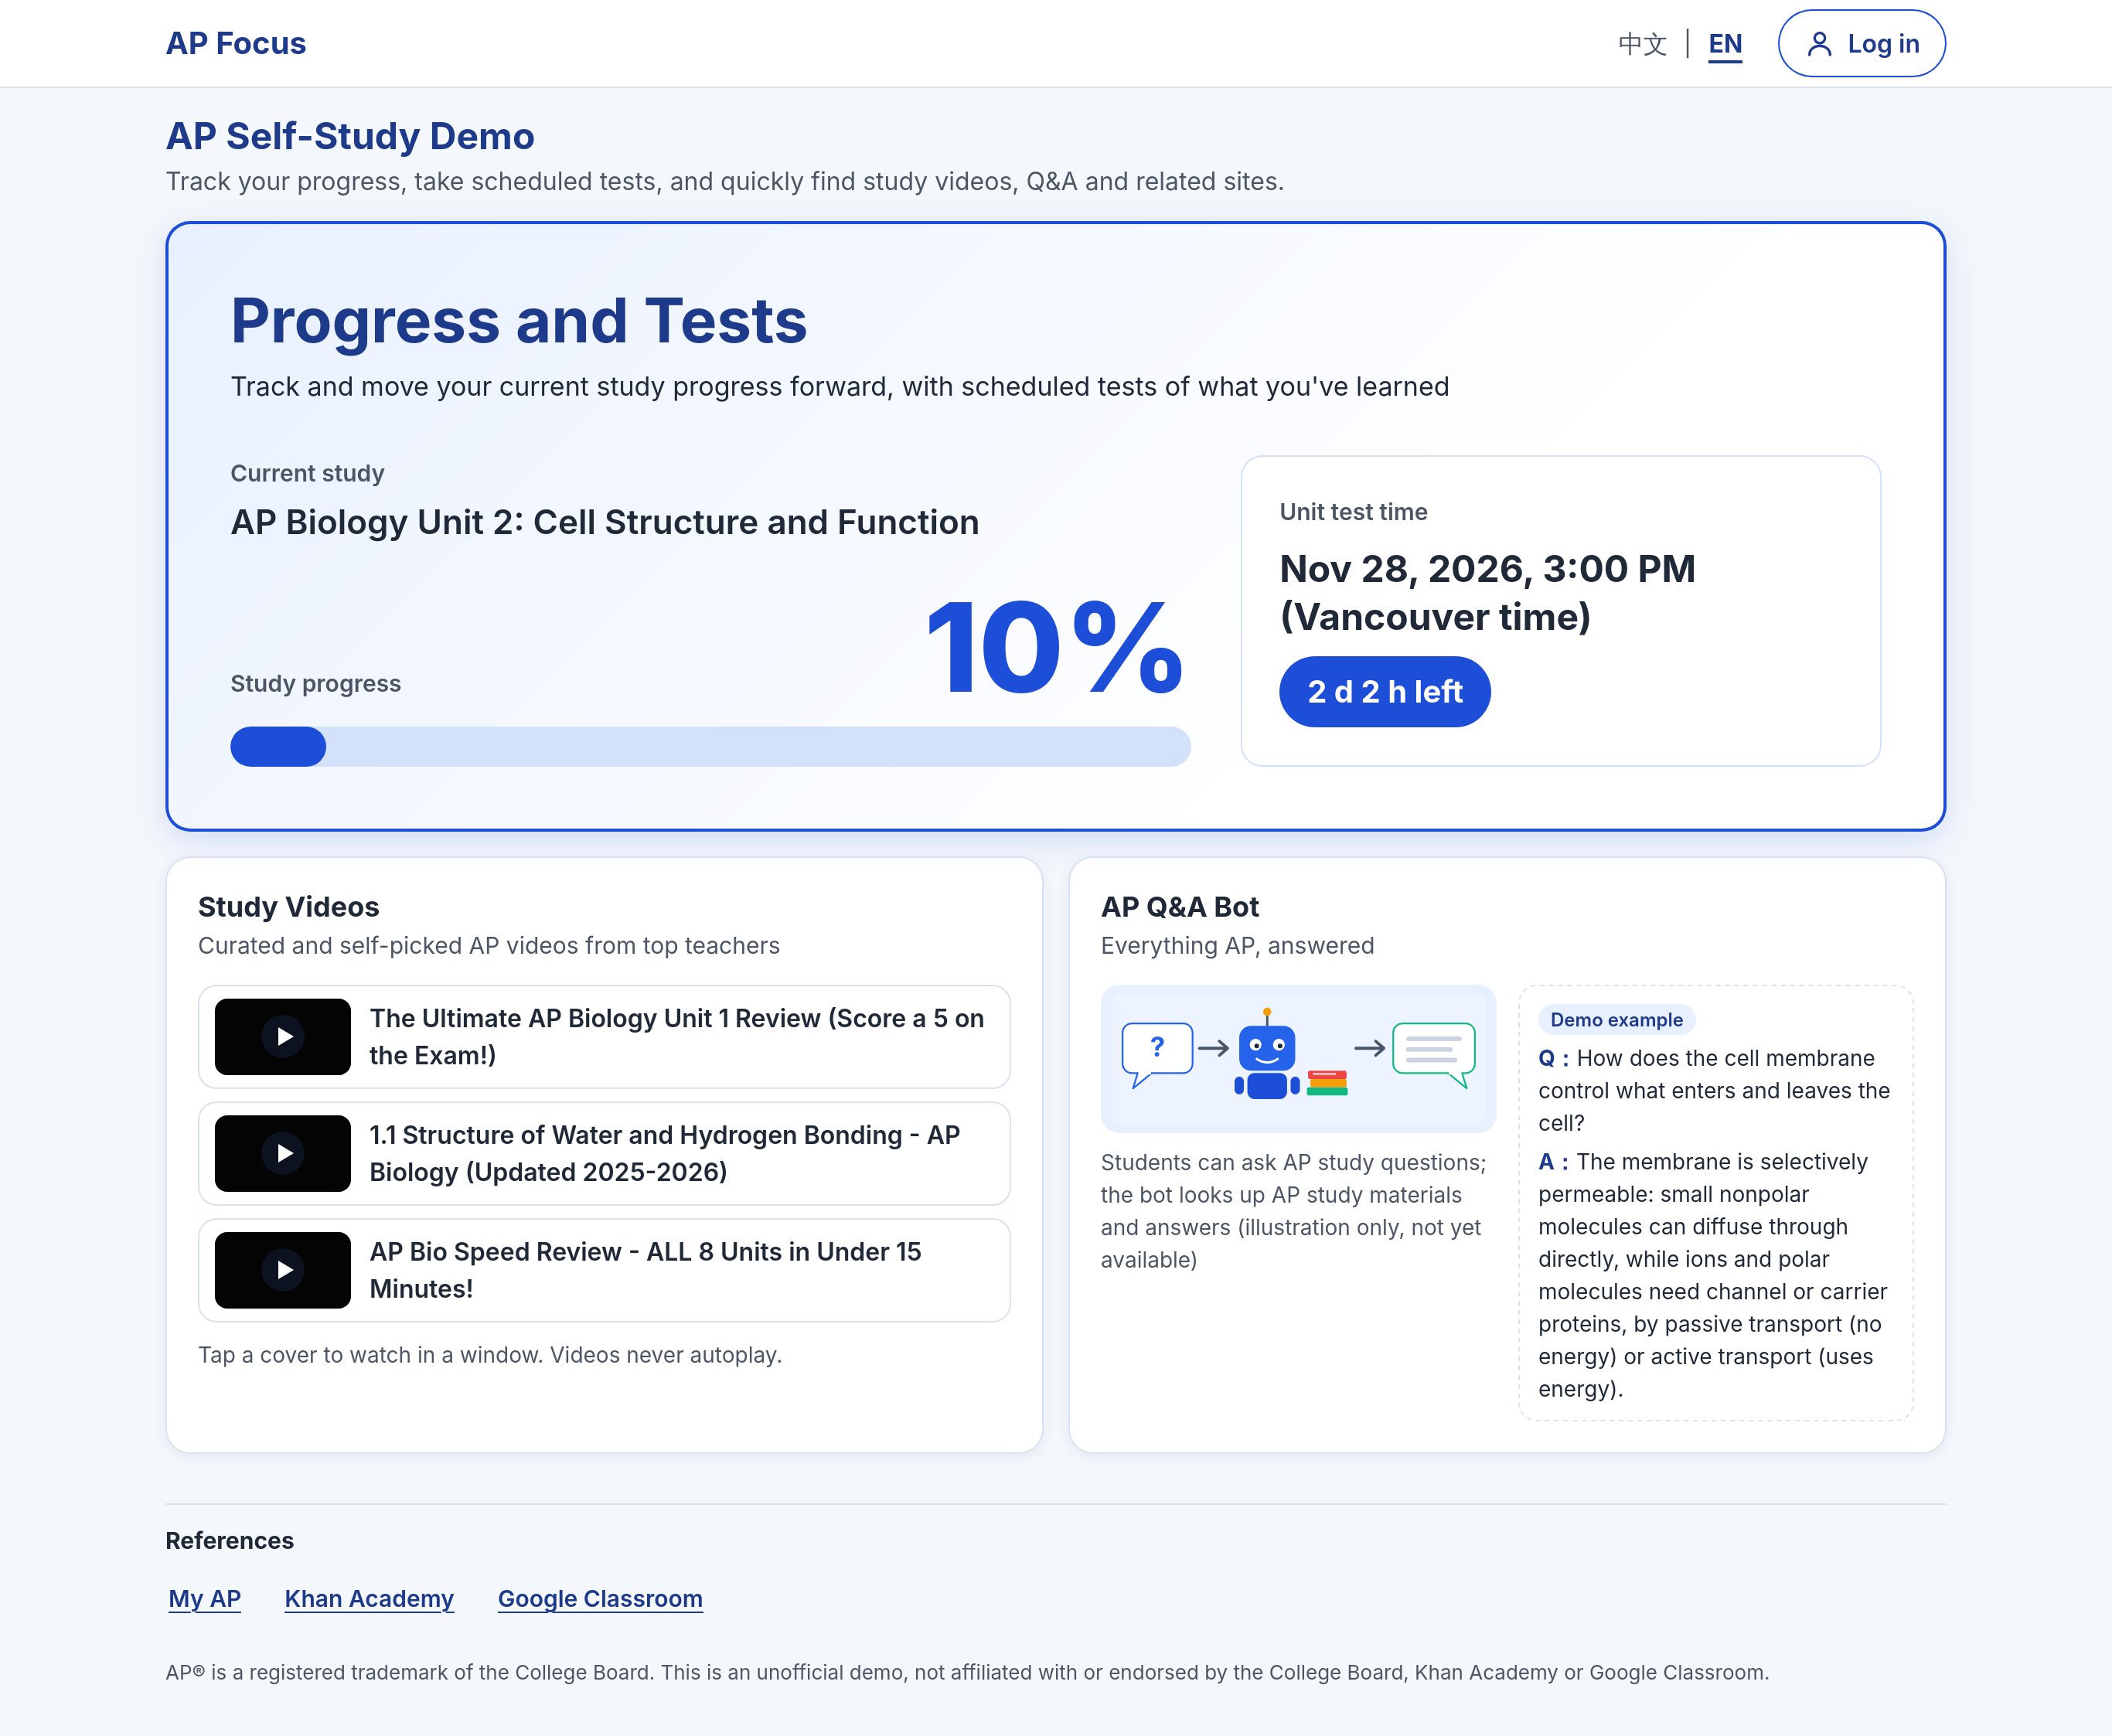 AP Focus
中文 | EN
Log in
AP Self-Study Demo
Track your progress, take scheduled tests, and quickly find study videos, Q&A and related sites.
Progress and Tests
Track and move your current study progress forward, with scheduled tests of what you've learned
Current study
AP Biology Unit 2: Cell Structure and Function
Study progress
10%
Unit test time
Nov 28, 2026, 3:00 PM
(Vancouver time)
2 d 2 h left
Study Videos
Curated and self-picked AP videos from top teachers
The Ultimate AP Biology Unit 1 Review (Score a 5 on
the Exam!)
1.1 Structure of Water and Hydrogen Bonding - AP
Biology (Updated 2025-2026)
AP Bio Speed Review - ALL 8 Units in Under 15
Minutes!
Tap a cover to watch in a window. Videos never autoplay.
AP Q&A Bot
Everything AP, answered
?
Students can ask AP study questions;
the bot looks up AP study materials
and answers (illustration only, not yet
available)
Demo example
Q : How does the cell membrane
control what enters and leaves the
cell?
A : The membrane is selectively
permeable: small nonpolar
molecules can diffuse through
directly, while ions and polar
molecules need channel or carrier
proteins, by passive transport (no
energy) or active transport (uses
energy).
References
My AP
Khan Academy
Google Classroom
AP® is a registered trademark of the College Board. This is an unofficial demo, not affiliated with or endorsed by the College Board, Khan Academy or Google Classroom.